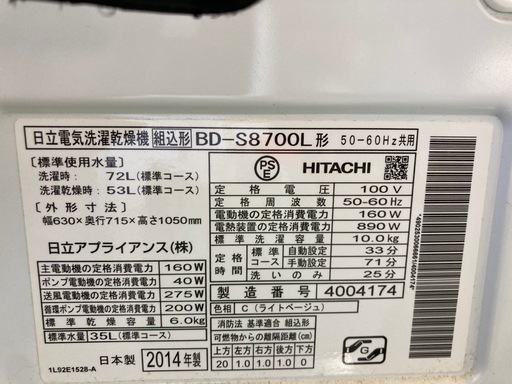 日立電気洗濯乾燥機 組込形 BD-S8700L形 50-60Hz共用
〔標準使用水量〕
洗濯時： 72L(標準コース)
洗濯乾燥時：53L(標準コース)
〔外形寸法〕
幅630×奥行715×高さ1050mm
日立アプライアンス(株)
主電動機の定格消費電力 160W
ポンプ電動機の定格消費電力 40W
送風電動機の定格消費電力 275W
循環ポンプ電動機の定格消費電力 200W
標準乾燥容量 6.0kg
標準水量 35L(標準コース)
日本製 2014年製
1L92E1528-A
PS
E
HITACHI
定格電圧 100V
定格周波数 50-60Hz
電動機の定格消費電力 160W
電熱装置の定格消費電力 890W
標準洗濯容量 10.0kg
定格時間 標準コース 自動設定 33分
手動設定 71分
洗いのみ 25分
製造番号 4004174
色相 C(ライトベージュ)
消防法 基準適合 組込形
可燃物からの離隔距離(cm)
上方 左方 右方 前方 後方 下方
20 1.0 1.0 1.0 1.0 0
G